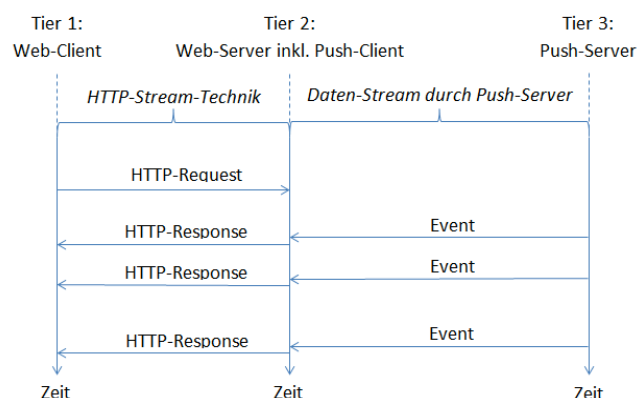 Tier 1:
Web-Client
Tier 2:
Web-Server inkl. Push-Client
Tier 3:
Push-Server
HTTP-Stream-Technik
Daten-Stream durch Push-Server
HTTP-Request
HTTP-Response
Event
HTTP-Response
Event
HTTP-Response
Event
Zeit
Zeit
Zeit